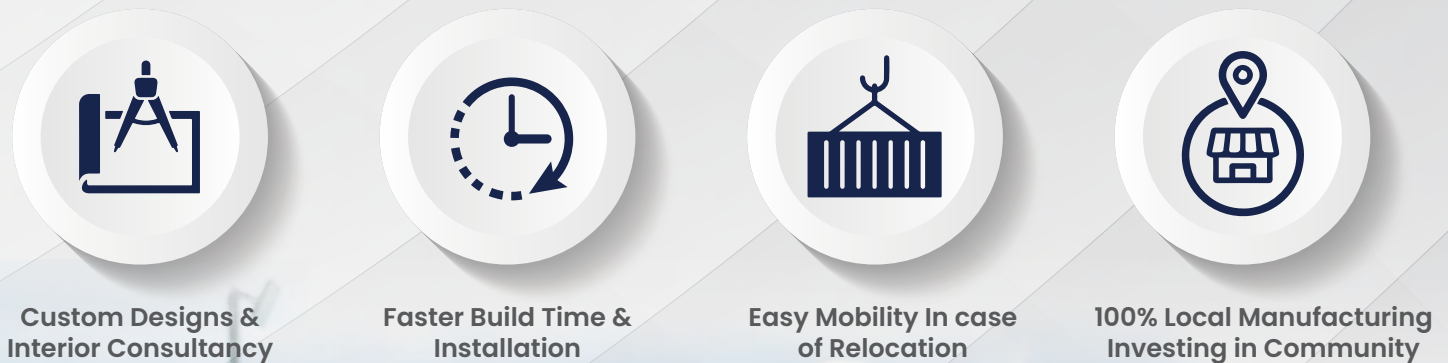 Custom Designs &
Interior Consultancy
Faster Build Time &
Installation
Easy Mobility In case
of Relocation
100% Local Manufacturing
Investing in Community